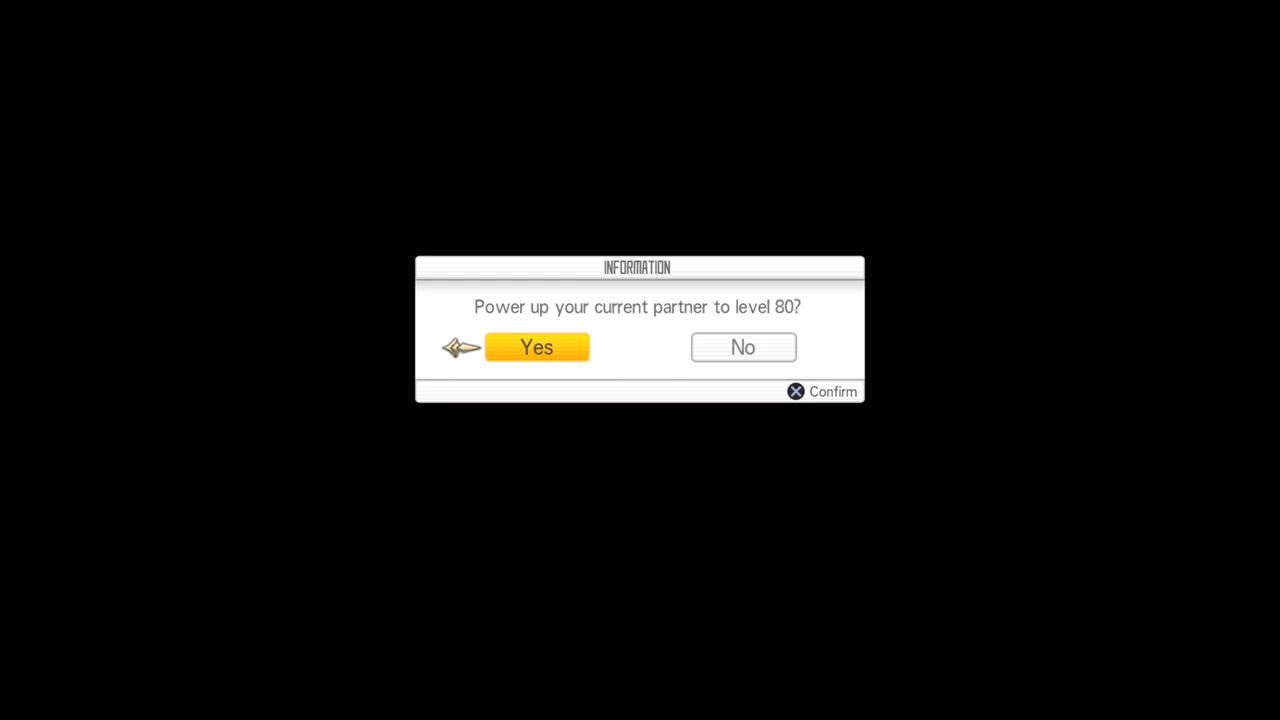 INFORMATION
Power up your current partner to level 80?
Yes No
Confirm